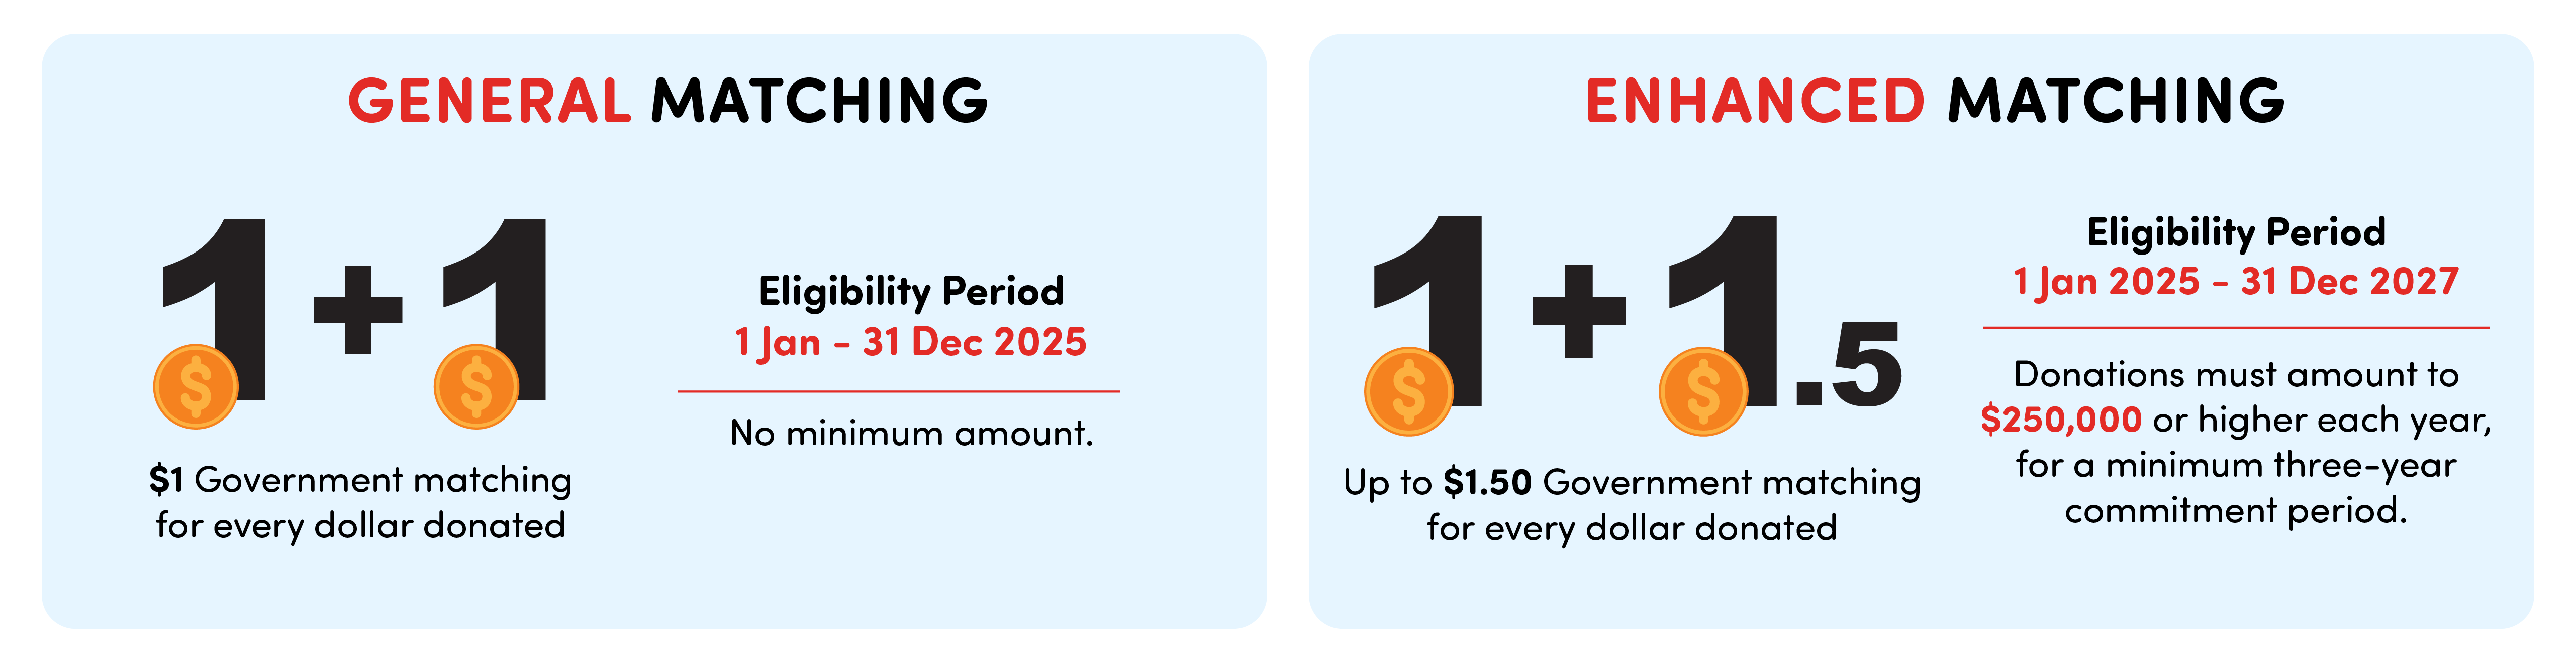 GENERAL MATCHING
1+1
$ $
$1 Government matching
for every dollar donated
Eligibility Period
1 Jan - 31 Dec 2025
No minimum amount.
ENHANCED MATCHING
1+1.5
$ $
Up to $1.50 Government matching
for every dollar donated
Eligibility Period
1 Jan 2025 - 31 Dec 2027
Donations must amount to
$250,000 or higher each year,
for a minimum three-year
commitment period.